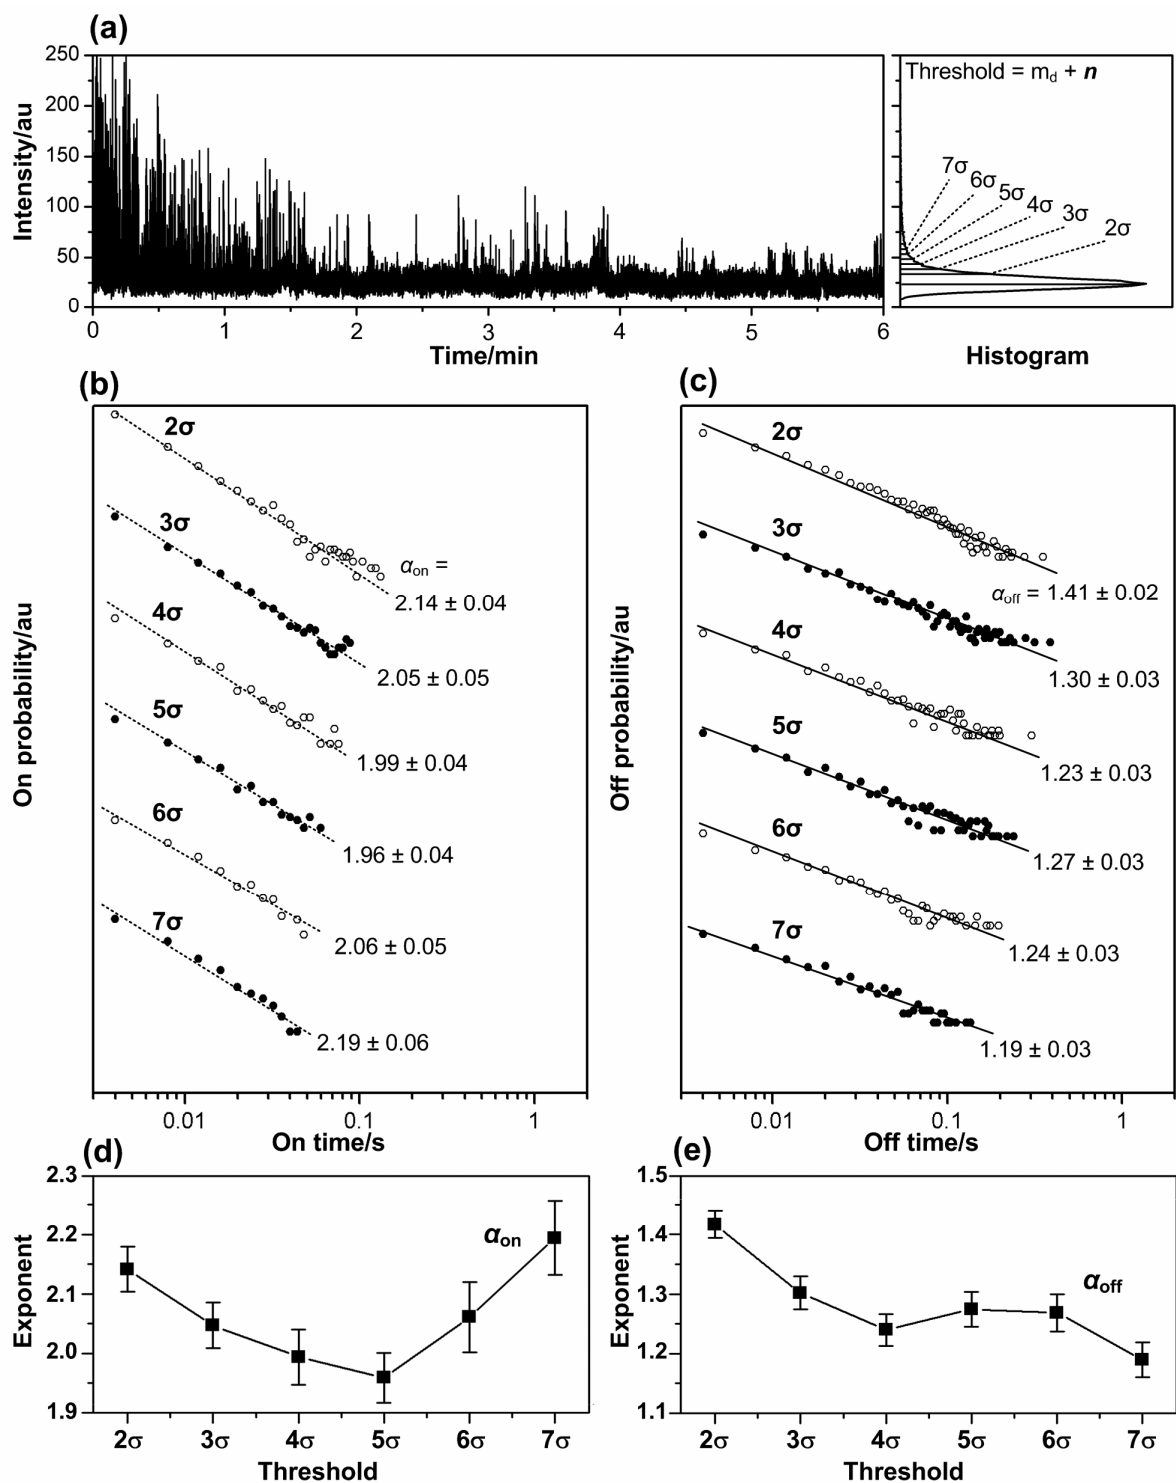 (a)
250
200
150
100
50
0
Intensity/au
0 1 2 3 4 5 6
Time/min
Threshold = m_d + n
7σ
6σ
5σ
4σ
3σ
2σ
Histogram
(b)
On probability/au
2σ
3σ
α_on =
2.14 ± 0.04
4σ
2.05 ± 0.05
5σ
1.99 ± 0.04
6σ
1.96 ± 0.04
7σ
2.06 ± 0.05
2.19 ± 0.06
0.01 0.1 1
On time/s
(c)
Off probability/au
2σ
3σ
α_off = 1.41 ± 0.02
4σ
1.30 ± 0.03
5σ
1.23 ± 0.03
6σ
1.27 ± 0.03
7σ
1.24 ± 0.03
1.19 ± 0.03
0.01 0.1 1
Off time/s
(d)
2.3
2.2
2.1
2.0
1.9
Exponent
α_on
2σ 3σ 4σ 5σ 6σ 7σ
Threshold
(e)
1.5
1.4
1.3
1.2
1.1
Exponent
α_off
2σ 3σ 4σ 5σ 6σ 7σ
Threshold